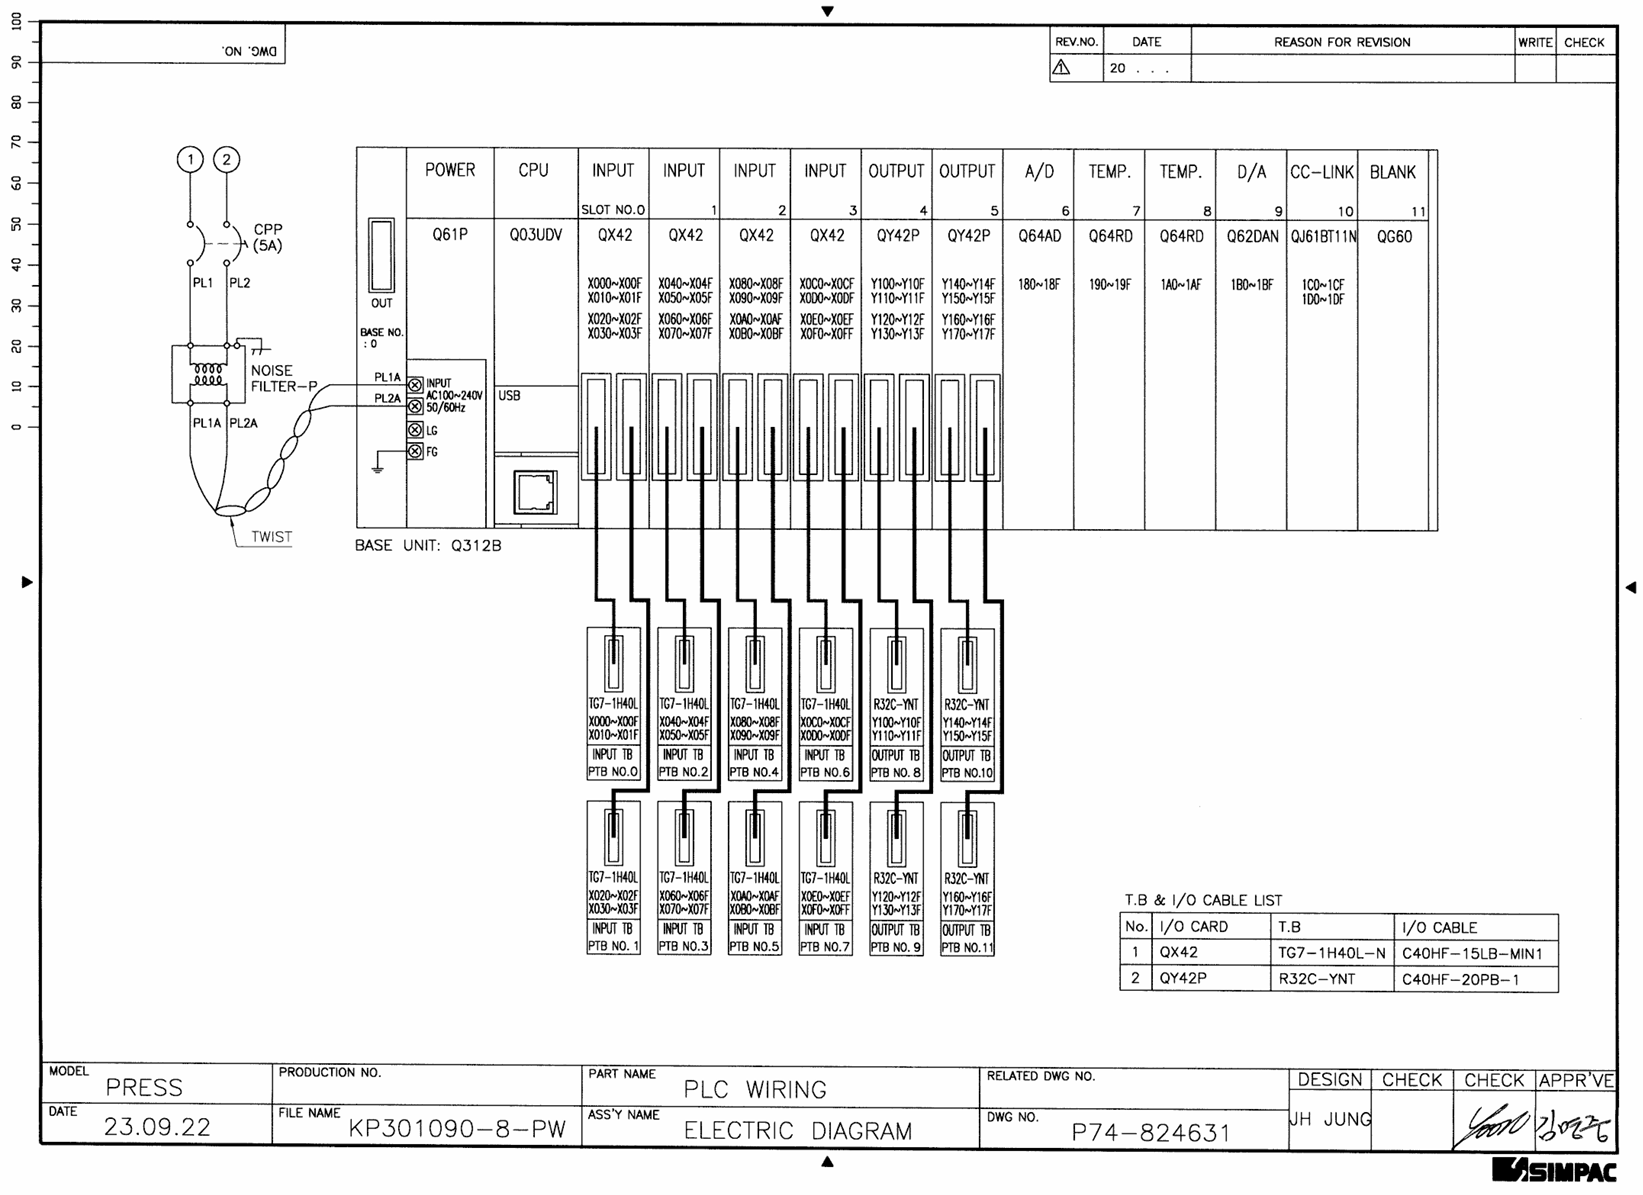 DWG. NO.
REV.NO. DATE REASON FOR REVISION WRITE CHECK
1 20 . . .
100
90
80
70
60
50
40
30
20
10
0
1 2
CPP
(5A)
PL1 PL2
NOISE
FILTER-P
PL1A PL2A
TWIST
PL1A
PL2A
OUT
BASE NO.
: 0
POWER CPU INPUT INPUT INPUT INPUT OUTPUT OUTPUT A/D TEMP. TEMP. D/A CC-LINK BLANK
SLOT NO.0 1 2 3 4 5 6 7 8 9 10 11
Q61P Q03UDV QX42 QX42 QX42 QX42 QY42P QY42P Q64AD Q64RD Q64RD Q62DAN QJ61BT11N QG60
X000~X00F X040~X04F X080~X08F X0C0~X0CF Y100~Y10F Y140~Y14F 180~18F 190~19F 1A0~1AF 1B0~1BF 1C0~1CF
X010~X01F X050~X05F X090~X09F X0D0~X0DF Y110~Y11F Y150~Y15F 1D0~1DF
X020~X02F X060~X06F X0A0~X0AF X0E0~X0EF Y120~Y12F Y160~Y16F
X030~X03F X070~X07F X0B0~X0BF X0F0~X0FF Y130~Y13F Y170~Y17F
INPUT
AC100~240V
50/60Hz
LG
FG
USB
BASE UNIT: Q312B
TG7-1H40L TG7-1H40L TG7-1H40L TG7-1H40L R32C-YNT R32C-YNT
X000~X00F X040~X04F X080~X08F X0C0~X0CF Y100~Y10F Y140~Y14F
X010~X01F X050~X05F X090~X09F X0D0~X0DF Y110~Y11F Y150~Y15F
INPUT TB INPUT TB INPUT TB INPUT TB OUTPUT TB OUTPUT TB
PTB NO.0 PTB NO.2 PTB NO.4 PTB NO.6 PTB NO. 8 PTB NO.10
TG7-1H40L TG7-1H40L TG7-1H40L TG7-1H40L R32C-YNT R32C-YNT
X020~X02F X060~X06F X0A0~X0AF X0E0~X0EF Y120~Y12F Y160~Y16F
X030~X03F X070~X07F X0B0~X0BF X0F0~X0FF Y130~Y13F Y170~Y17F
INPUT TB INPUT TB INPUT TB INPUT TB OUTPUT TB OUTPUT TB
PTB NO. 1 PTB NO.3 PTB NO.5 PTB NO.7 PTB NO. 9 PTB NO.11
T.B & I/O CABLE LIST
No. I/O CARD T.B I/O CABLE
1 QX42 TG7-1H40L-N C40HF-15LB-MIN1
2 QY42P R32C-YNT C40HF-20PB-1
MODEL PRESS PRODUCTION NO. PART NAME PLC WIRING RELATED DWG NO. DESIGN CHECK CHECK APPR'VE
DATE 23.09.22 FILE NAME KP301090-8-PW ASS'Y NAME ELECTRIC DIAGRAM DWG NO. P74-824631 JH JUNG
SIMPAC